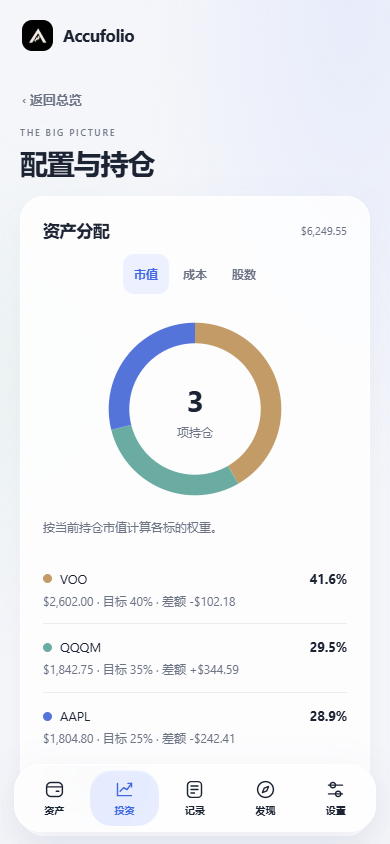 Accufolio
‹ 返回总览
THE BIG PICTURE
配置与持仓
资产分配 $6,249.55
市值 成本 股数
3
项持仓
按当前持仓市值计算各标的权重。
VOO 41.6%
$2,602.00 · 目标 40% · 差额 -$102.18
QQQM 29.5%
$1,842.75 · 目标 35% · 差额 +$344.59
AAPL 28.9%
$1,804.80 · 目标 25% · 差额 -$242.41
资产 投资 记录 发现 设置